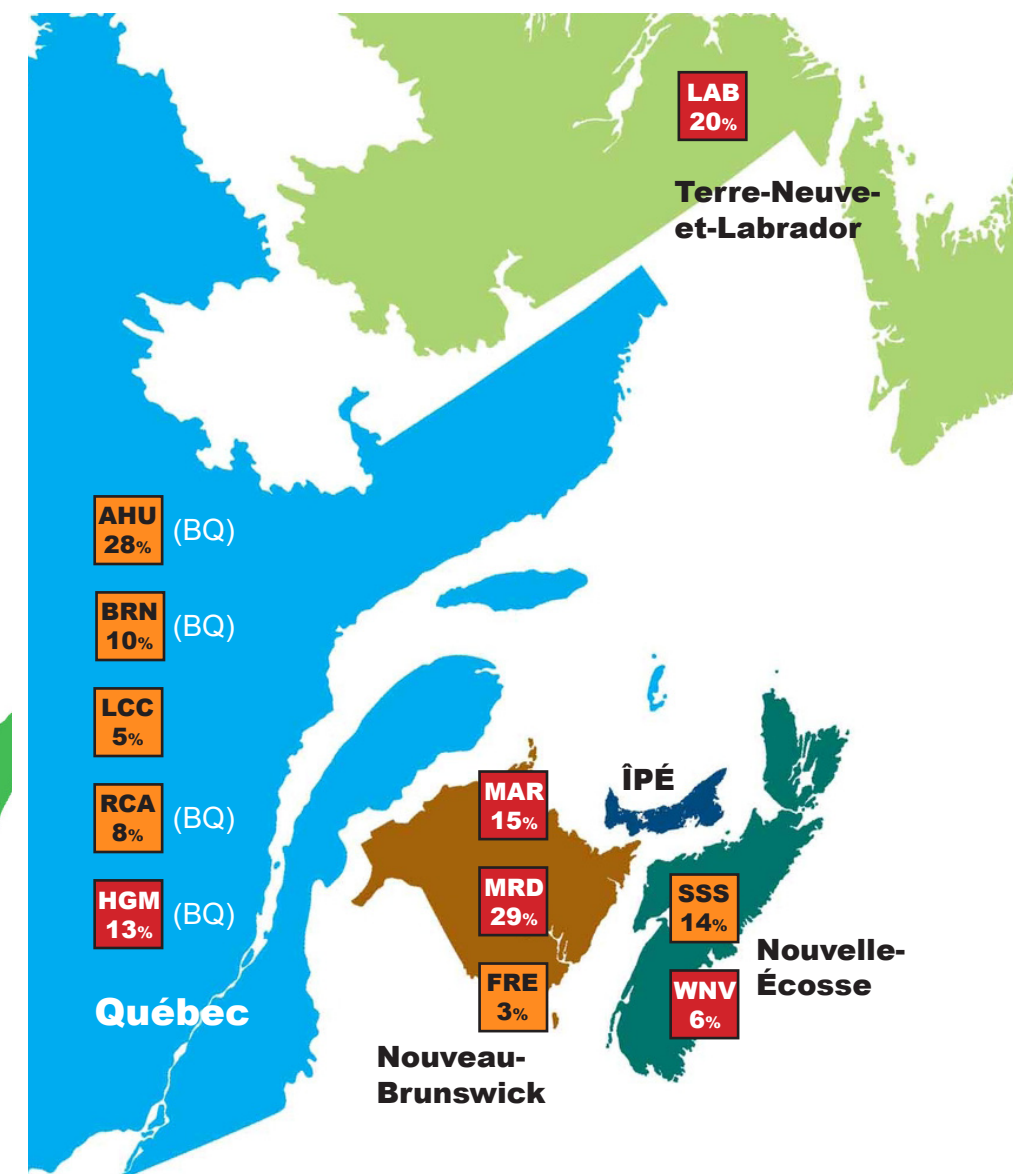 LAB
20%
Terre-Neuve-
et-Labrador
AHU
28%
(BQ)
BRN
10%
(BQ)
LCC
5%
RCA
8%
(BQ)
HGM
13%
(BQ)
Québec
MAR
15%
MRD
29%
FRE
3%
Nouveau-
Brunswick
ÎPÉ
SSS
14%
WNV
6%
Nouvelle-
Écosse